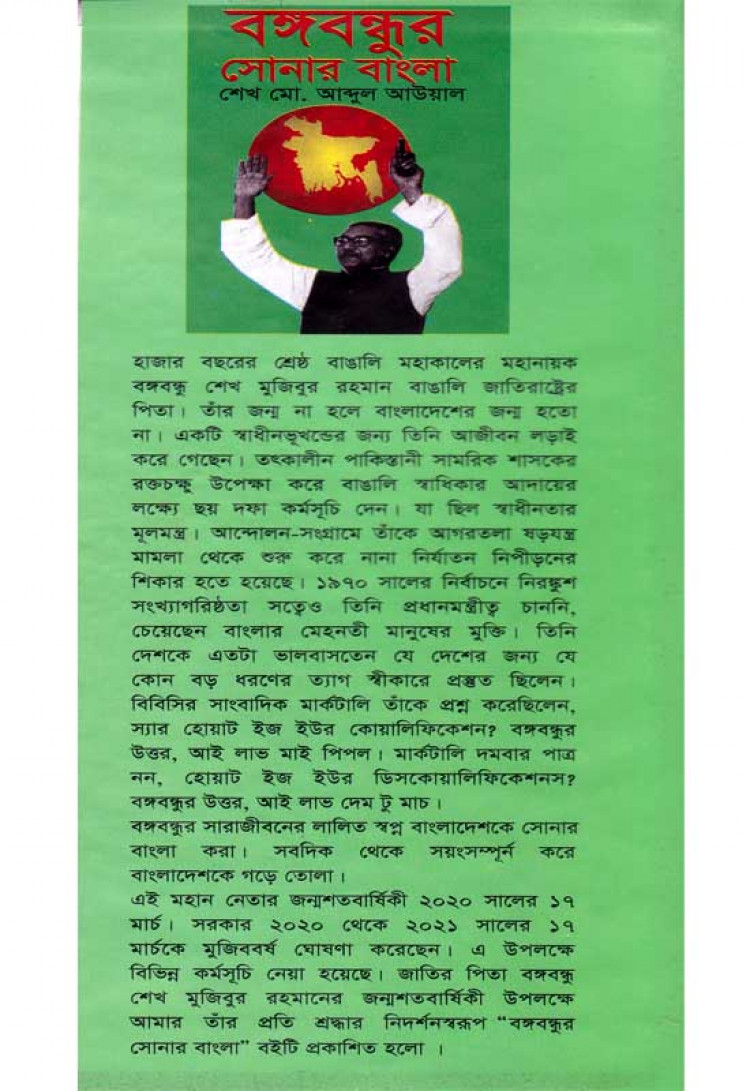 বঙ্গবন্ধুর
সোনার বাংলা
শেখ মো. আব্দুল আউয়াল
হাজার বছরের শ্রেষ্ঠ বাঙালি মহাকালের মহানায়ক
বঙ্গবন্ধু শেখ মুজিবুর রহমান বাঙালি জাতিরাষ্ট্রের
পিতা। তাঁর জন্ম না হলে বাংলাদেশের জন্ম হতো
না। একটি স্বাধীনভূখন্ডের জন্য তিনি আজীবন লড়াই
করে গেছেন। তৎকালীন পাকিস্তানী সামরিক শাসকের
রক্তচক্ষু উপেক্ষা করে বাঙালি স্বাধিকার আদায়ের
লক্ষ্যে ছয় দফা কর্মসূচি দেন। যা ছিল স্বাধীনতার
মূলমন্ত্র। আন্দোলন-সংগ্রামে তাঁকে আগরতলা ষড়যন্ত্র
মামলা থেকে শুরু করে নানা নির্যাতন নিপীড়নের
শিকার হতে হয়েছে। ১৯৭০ সালের নির্বাচনে নিরঙ্কুশ
সংখ্যাগরিষ্ঠতা সত্বেও তিনি প্রধানমন্ত্রীত্ব চাননি,
চেয়েছেন বাংলার মেহনতী মানুষের মুক্তি। তিনি
দেশকে এতটা ভালবাসতেন যে দেশের জন্য যে
কোন বড় ধরণের ত্যাগ স্বীকারে প্রস্তুত ছিলেন।
বিবিসির সাংবাদিক মার্কটালি তাঁকে প্রশ্ন করেছিলেন,
স্যার হোয়াট ইজ ইউর কোয়ালিফিকেশন? বঙ্গবন্ধুর
উত্তর, আই লাভ মাই পিপল। মার্কটালি দমবার পাত্র
নন, হোয়াট ইজ ইউর ডিসকোয়ালিফিকেশনস?
বঙ্গবন্ধুর উত্তর, আই লাভ দেম টু মাচ।
বঙ্গবন্ধুর সারাজীবনের লালিত স্বপ্ন বাংলাদেশকে সোনার
বাংলা করা। সবদিক থেকে সয়ংসম্পূর্ন করে
বাংলাদেশকে গড়ে তোলা।
এই মহান নেতার জন্মশতবার্ষিকী ২০২০ সালের ১৭
মার্চ। সরকার ২০২০ থেকে ২০২১ সালের ১৭
মার্চকে মুজিববর্ষ ঘোষণা করেছেন। এ উপলক্ষে
বিভিন্ন কর্মসূচি নেয়া হয়েছে। জাতির পিতা বঙ্গবন্ধু
শেখ মুজিবুর রহমানের জন্মশতবার্ষিকী উপলক্ষে
আমার তাঁর প্রতি শ্রদ্ধার নিদর্শনস্বরূপ “বঙ্গবন্ধুর
সোনার বাংলা” বইটি প্রকাশিত হলো ।